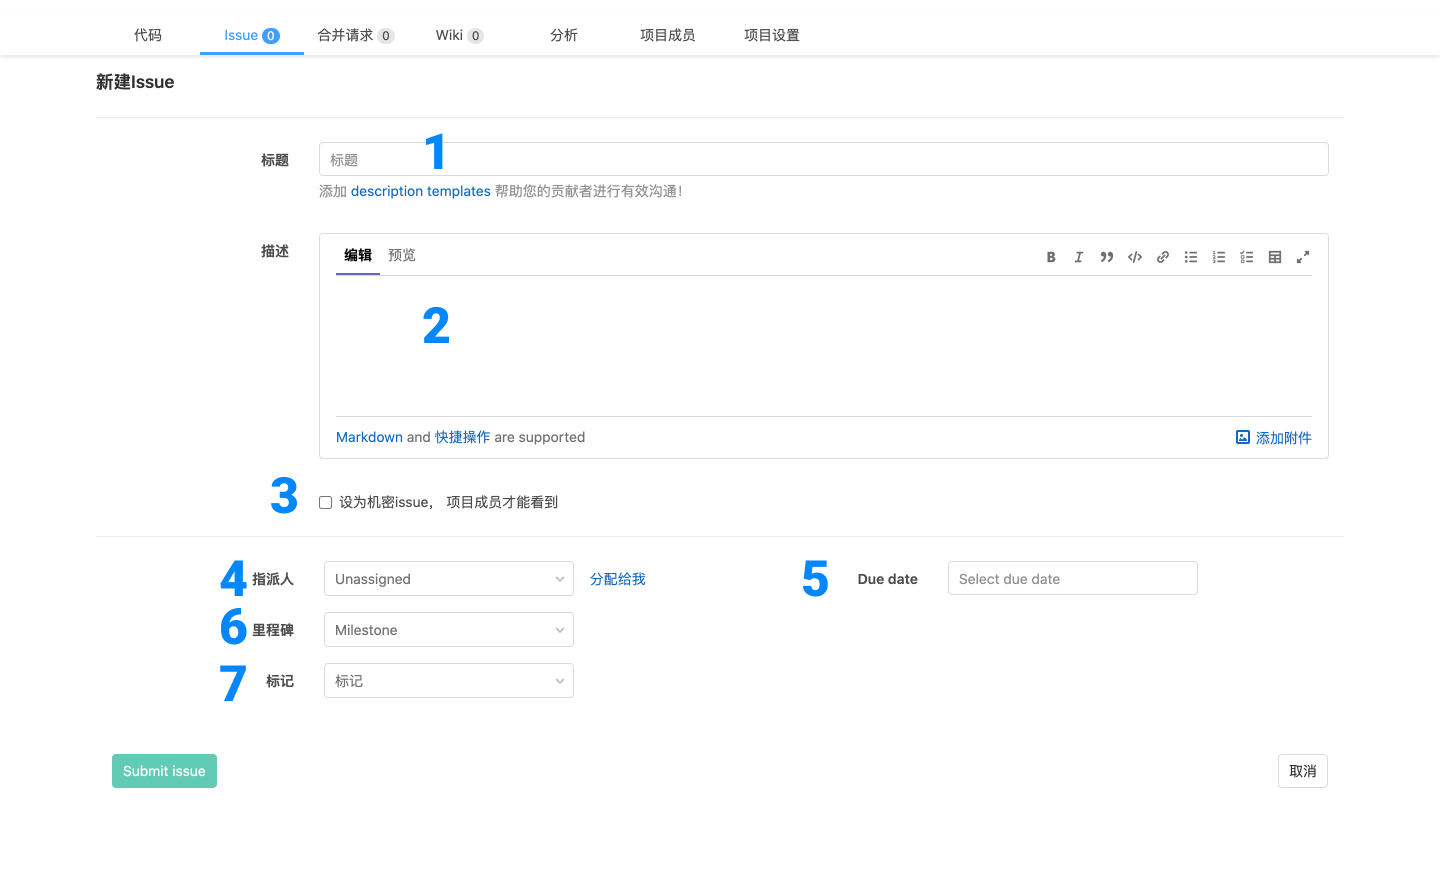 代码 Issue 0 合并请求 0 Wiki 0 分析 项目成员 项目设置
新建Issue
1
标题 标题
添加 description templates 帮助您的贡献者进行有效沟通!
描述 编辑 预览
2
Markdown and 快捷操作 are supported 添加附件
3 设为机密issue， 项目成员才能看到
4 指派人 Unassigned 分配给我 5 Due date Select due date
6 里程碑 Milestone
7 标记 标记
Submit issue 取消